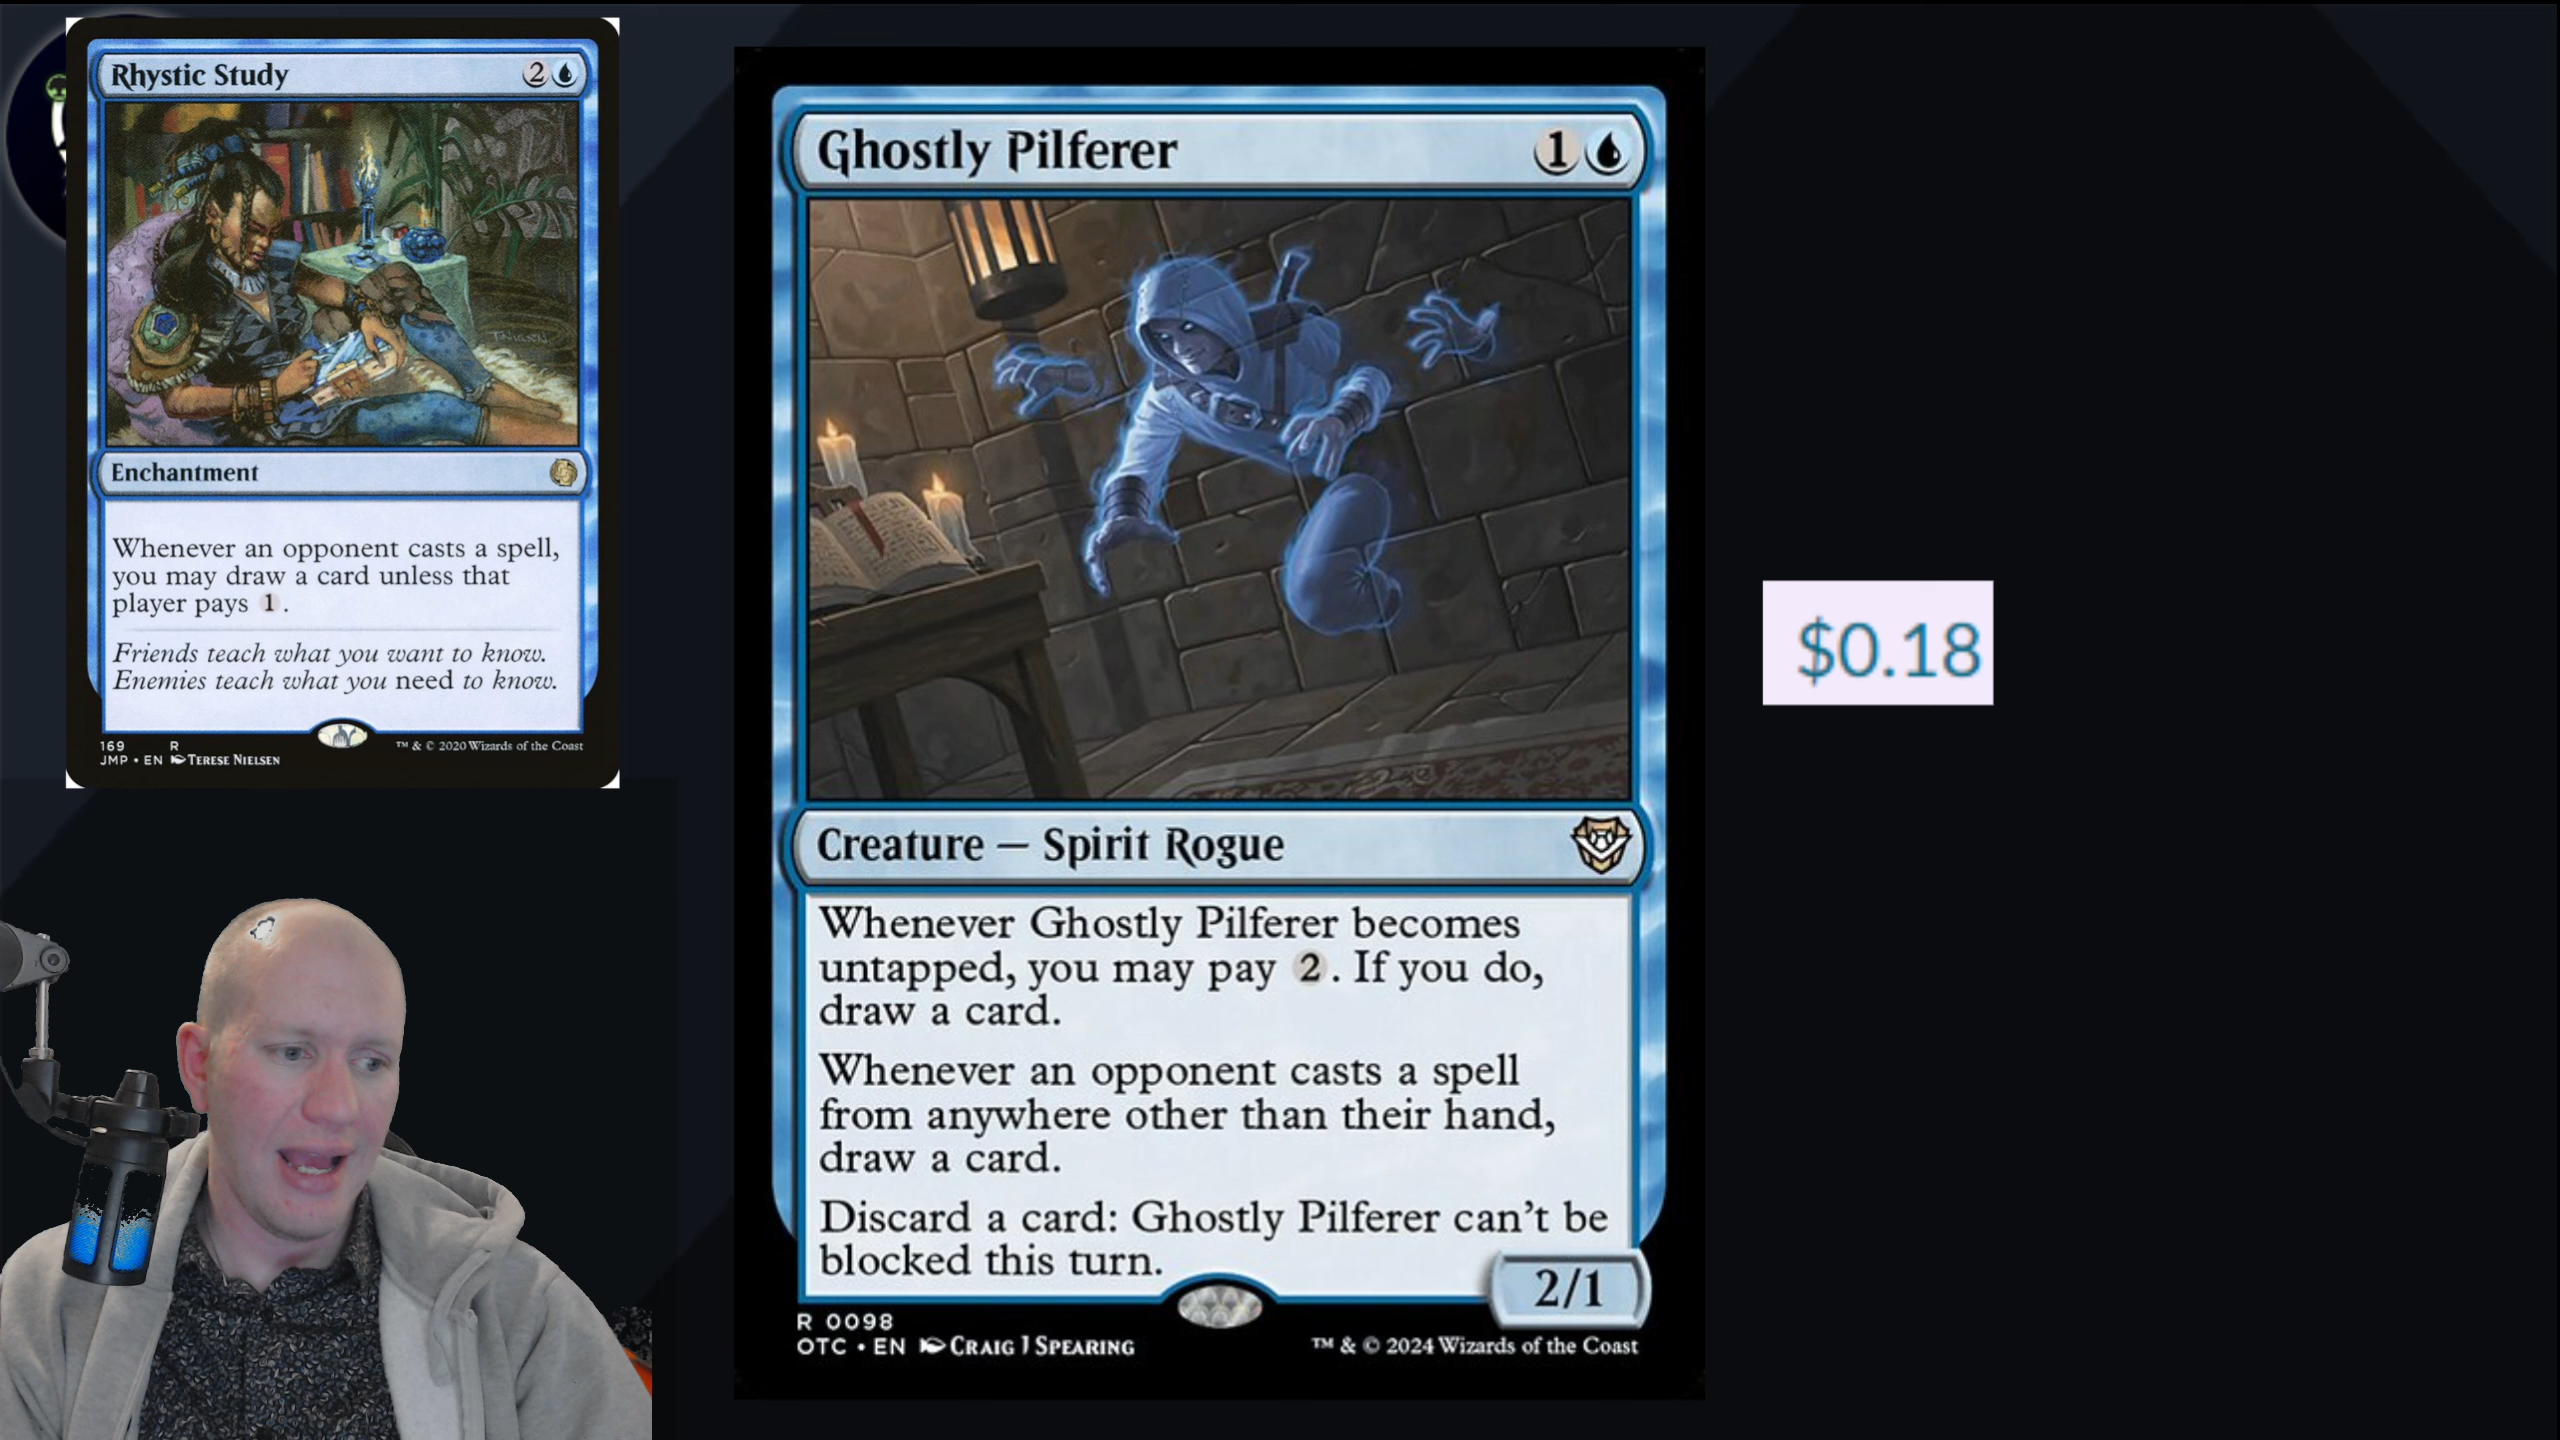 Rhystic Study 2
Enchantment
Whenever an opponent casts a spell,
you may draw a card unless that
player pays 1.
Friends teach what you want to know.
Enemies teach what you need to know.
169 R
JMP • EN TERESE NIELSEN
™ & © 2020 Wizards of the Coast
Ghostly Pilferer 1
Creature — Spirit Rogue
Whenever Ghostly Pilferer becomes
untapped, you may pay 2. If you do,
draw a card.
Whenever an opponent casts a spell
from anywhere other than their hand,
draw a card.
Discard a card: Ghostly Pilferer can't be
blocked this turn.
2/1
R 0098
OTC • EN CRAIG J SPEARING
™ & © 2024 Wizards of the Coast
$0.18